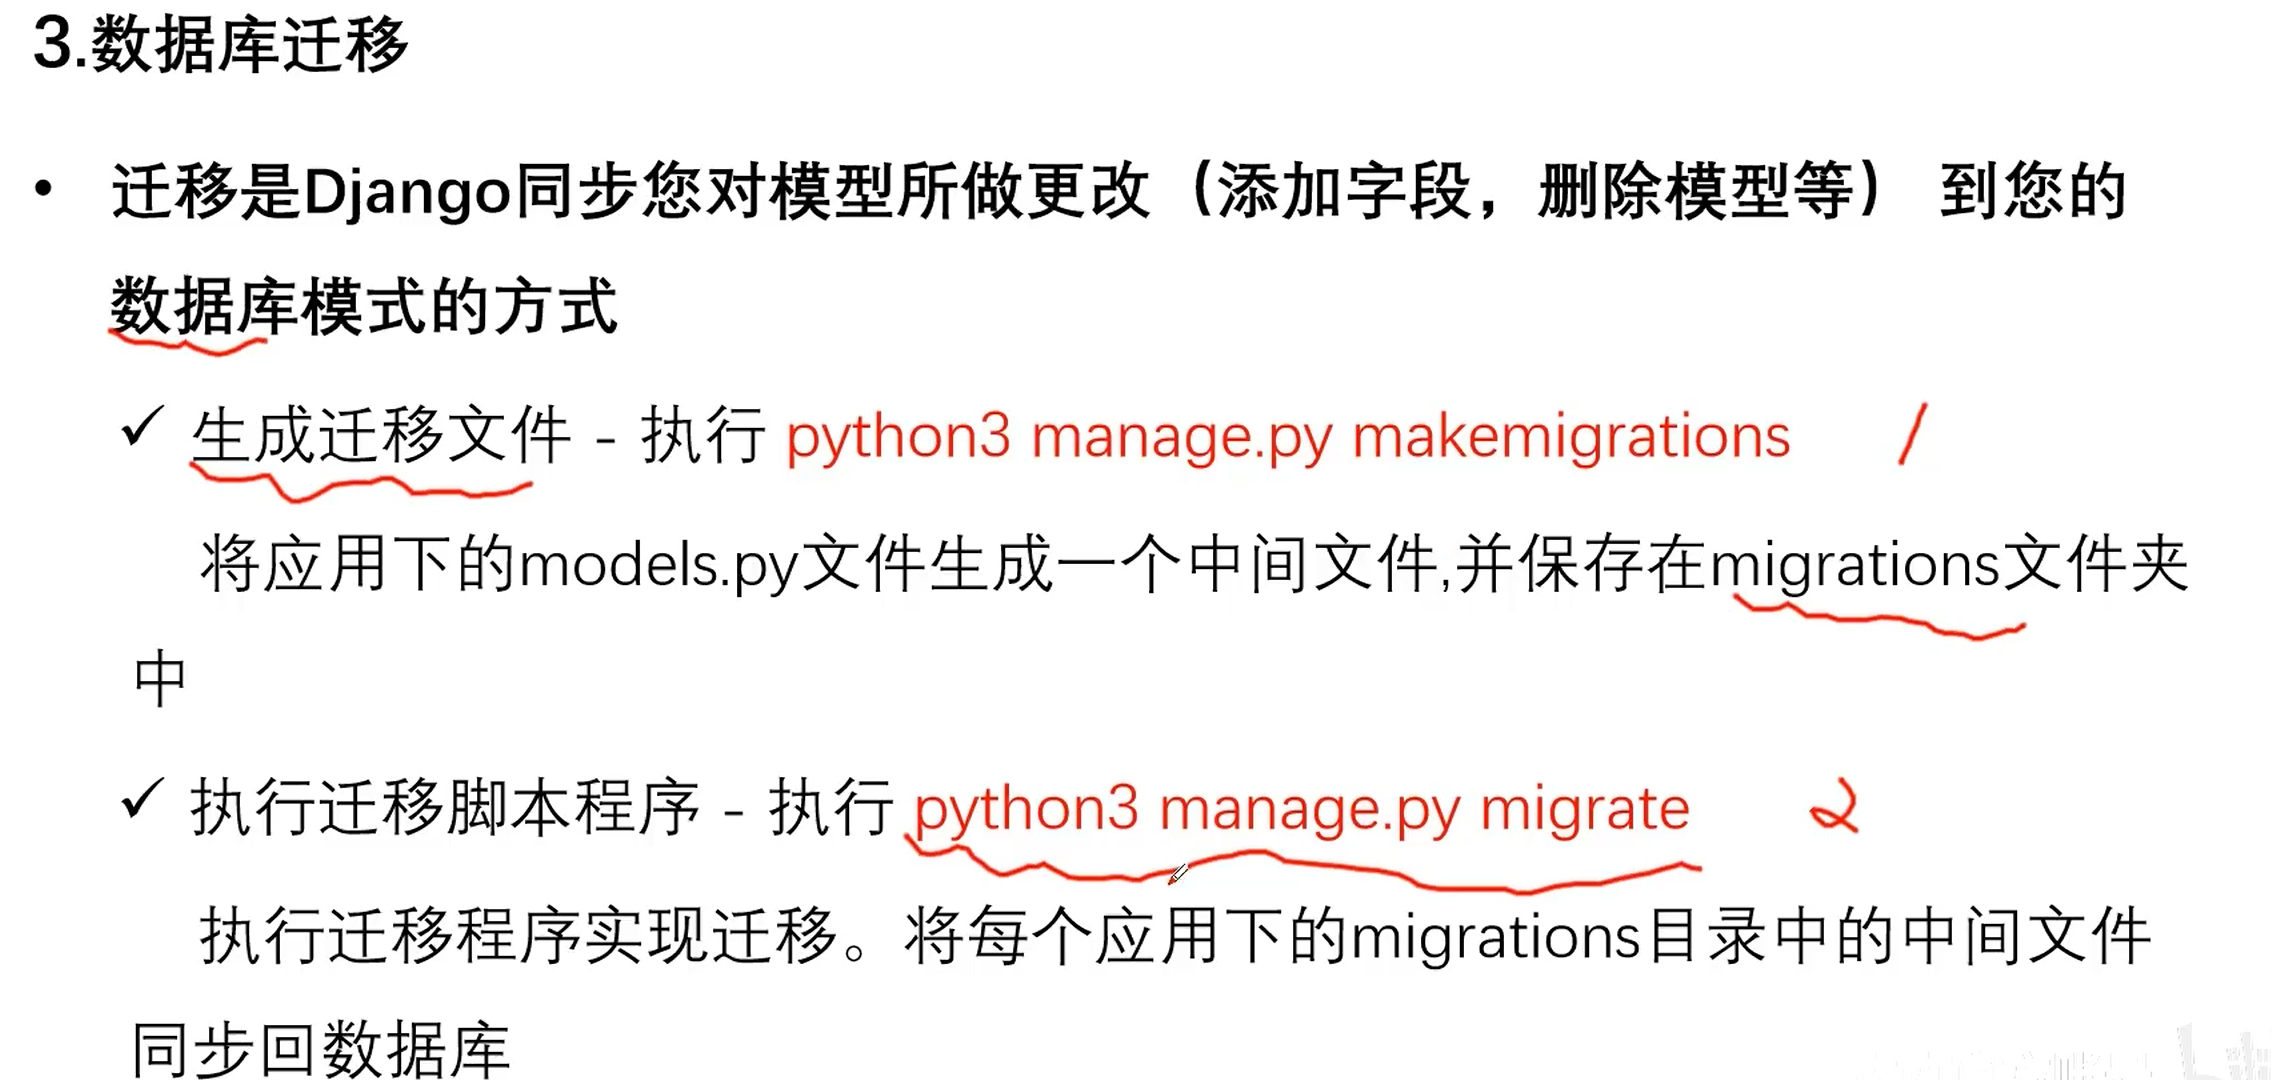 3.数据库迁移
• 迁移是Django同步您对模型所做更改（添加字段，删除模型等） 到您的
数据库模式的方式
✓ 生成迁移文件 - 执行 python3 manage.py makemigrations 1
将应用下的models.py文件生成一个中间文件,并保存在migrations文件夹
中
✓ 执行迁移脚本程序 - 执行 python3 manage.py migrate 2
执行迁移程序实现迁移。将每个应用下的migrations目录中的中间文件
同步回数据库